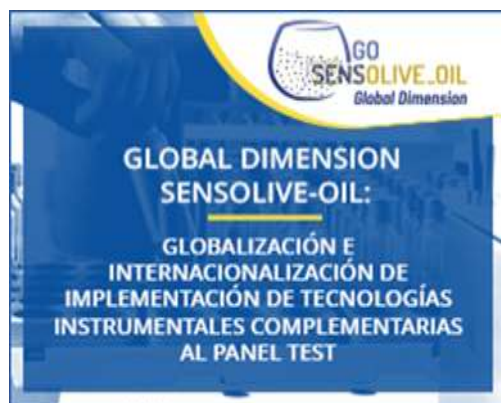 GO
SENSOLIVE_OIL
Global Dimension
GLOBAL DIMENSION
SENSOLIVE-OIL:
GLOBALIZACIÓN E
INTERNACIONALIZACIÓN DE
IMPLEMENTACIÓN DE TECNOLOGÍAS
INSTRUMENTALES COMPLEMENTARIAS
AL PANEL TEST